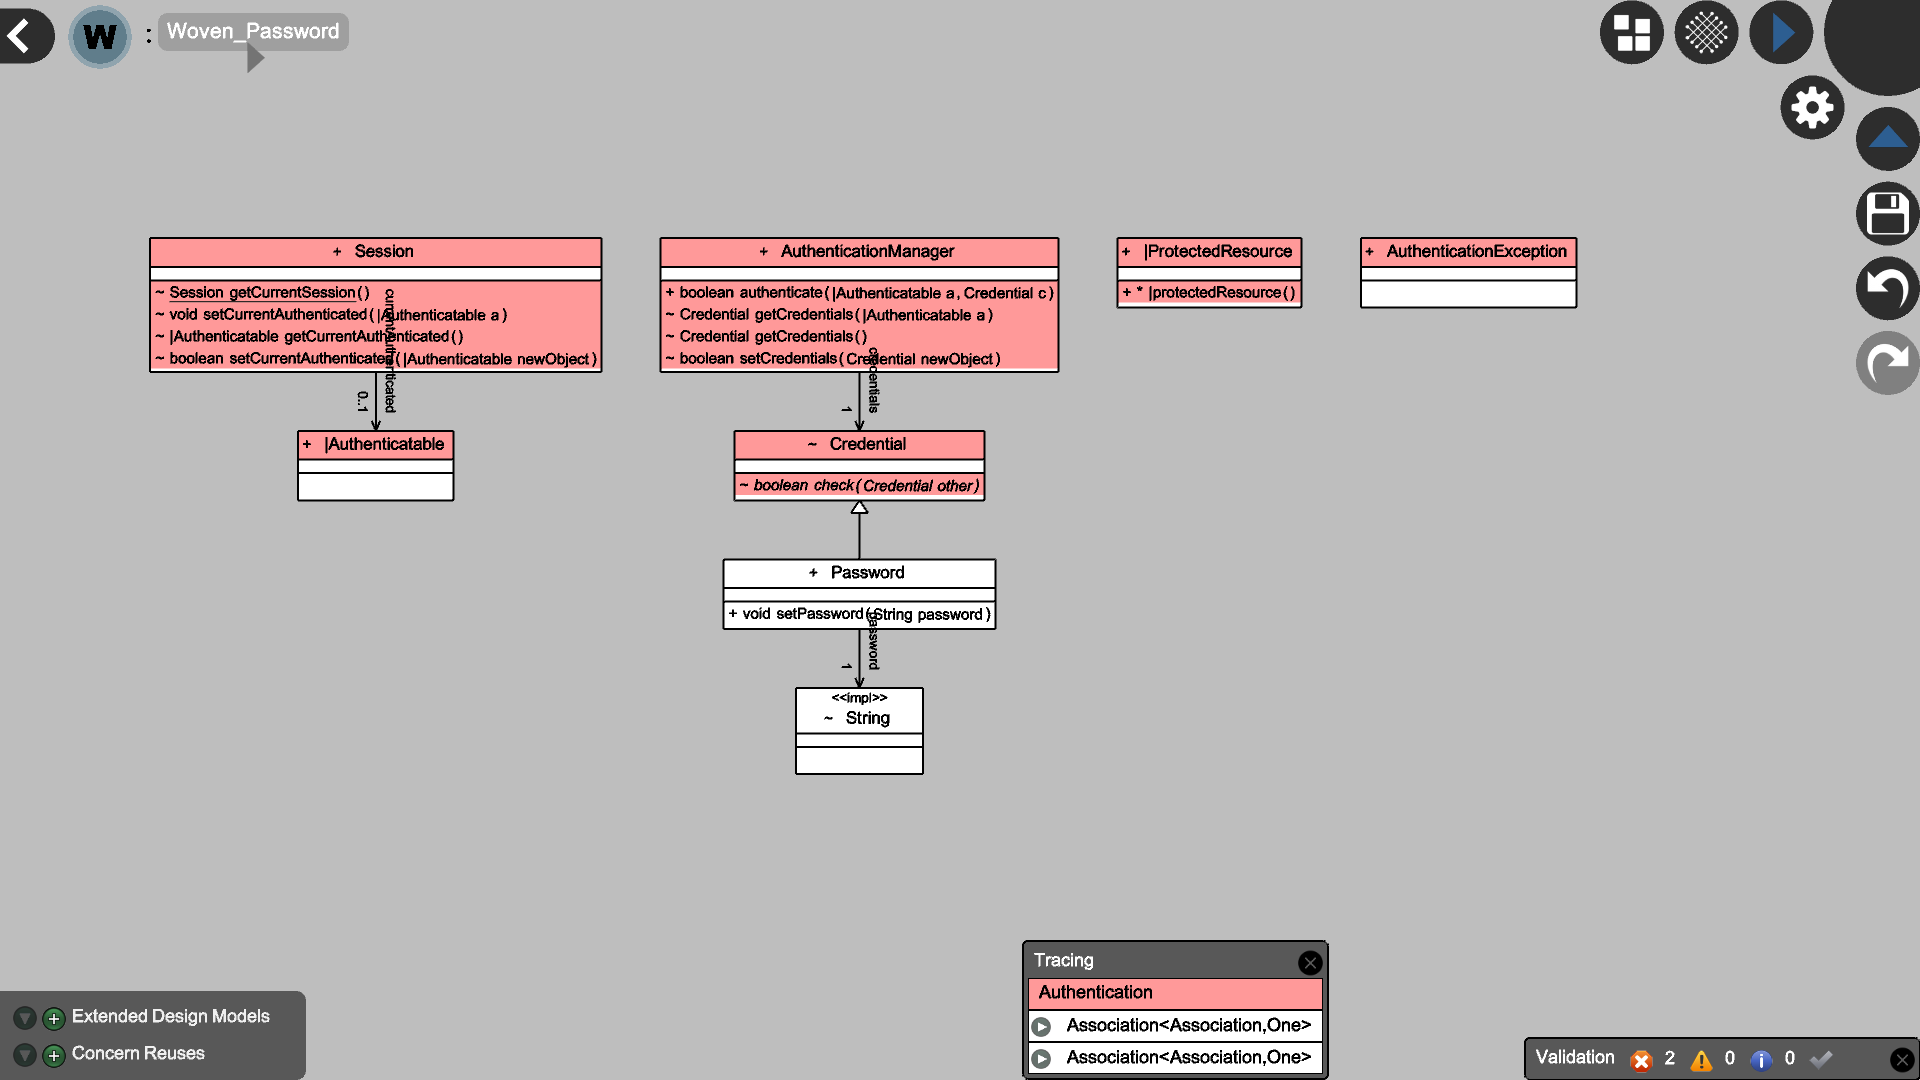 W : Woven_Password
+ Session
~ Session getCurrentSession()
~ void setCurrentAuthenticated(|Authenticatable a)
~ |Authenticatable getCurrentAuthenticated()
~ boolean setCurrentAuthenticated(|Authenticatable newObject)
currentAuthenticated
0..1
+ |Authenticatable
+ AuthenticationManager
+ boolean authenticate(|Authenticatable a, Credential c)
~ Credential getCredentials(|Authenticatable a)
~ Credential getCredentials()
~ boolean setCredentials(Credential newObject)
credentials
1
~ Credential
~ boolean check(Credential other)
+ Password
+ void setPassword(String password)
password
1
<<impl>>
~ String
+ |ProtectedResource
+ * |protectedResource()
+ AuthenticationException
Tracing
Authentication
Association<Association,One>
Association<Association,One>
Extended Design Models
Concern Reuses
Validation 2 0 0